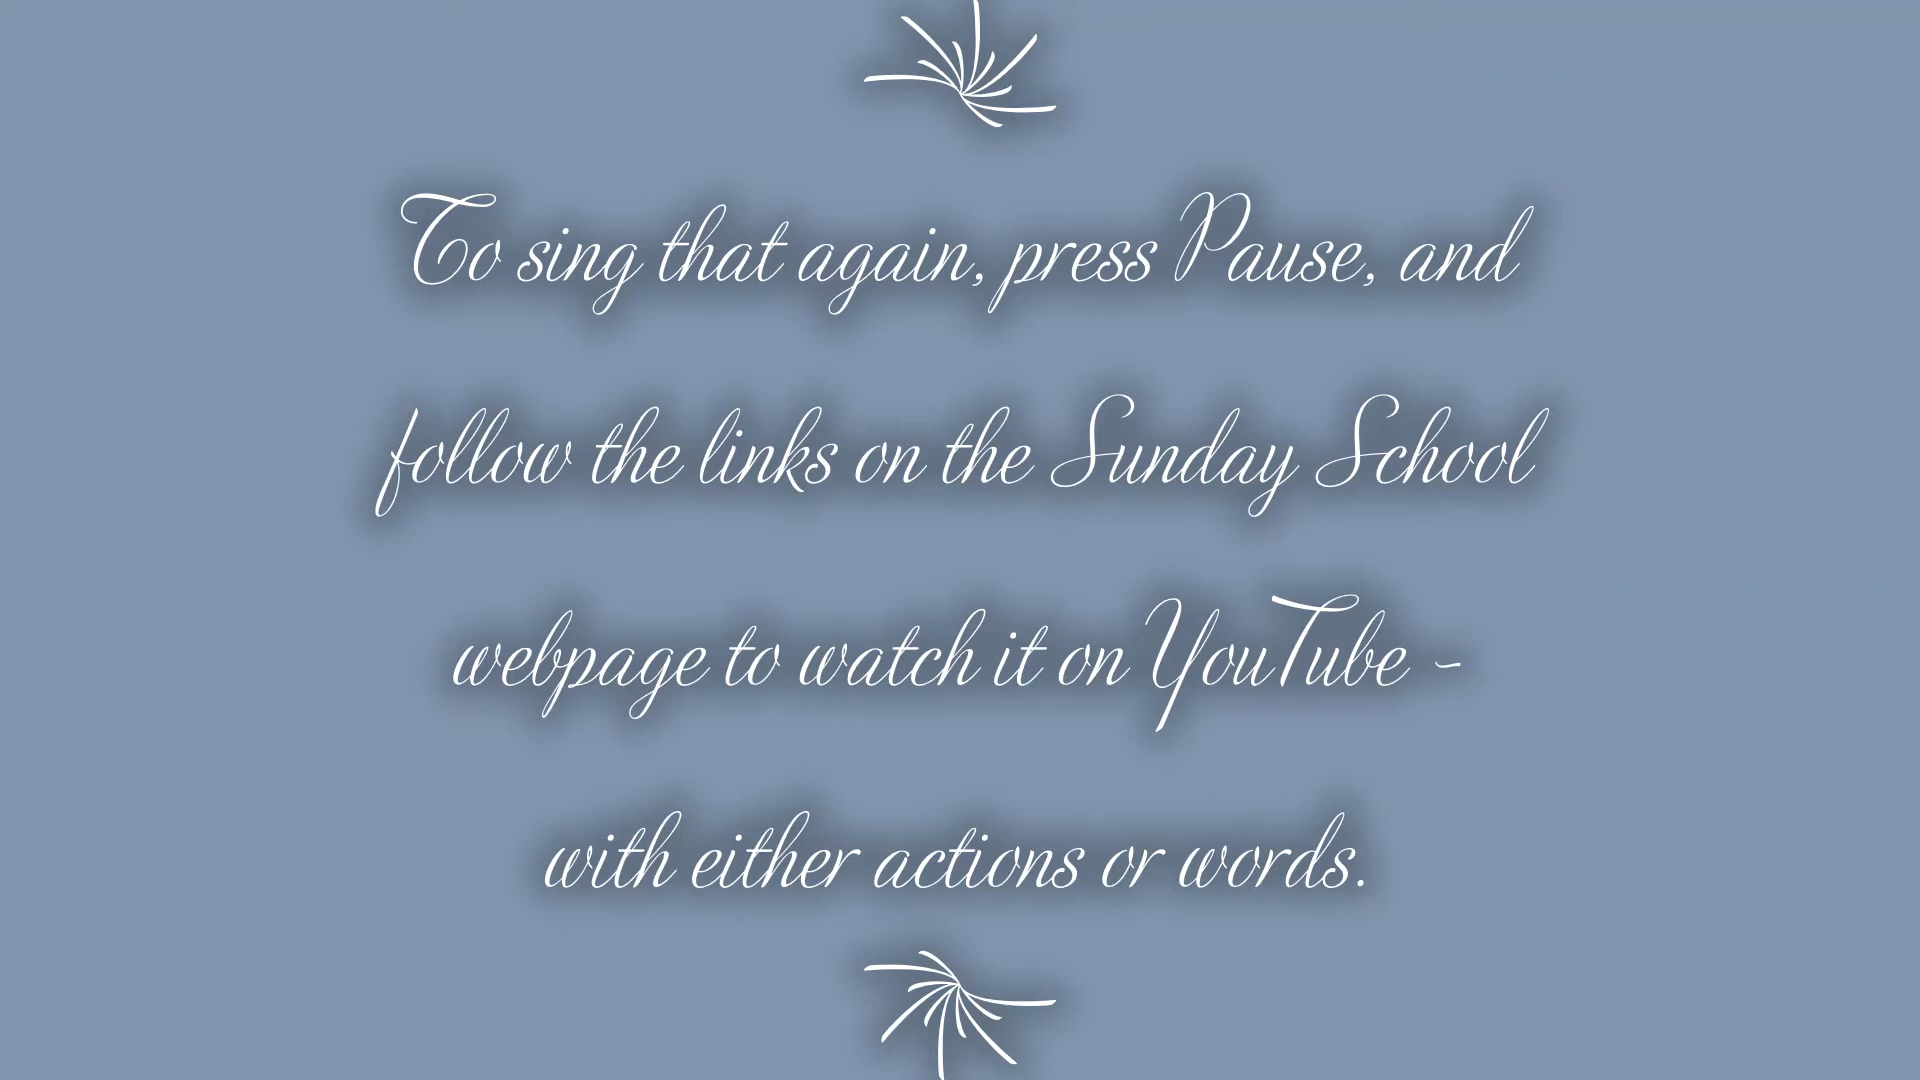 To sing that again, press Pause, and
follow the links on the Sunday School
webpage to watch it on YouTube -
with either actions or words.